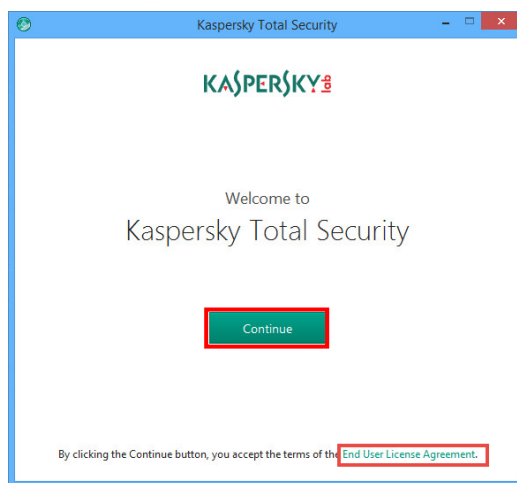 Kaspersky Total Security
KASPERSKY lab
Welcome to
Kaspersky Total Security
Continue
By clicking the Continue button, you accept the terms of the End User License Agreement.